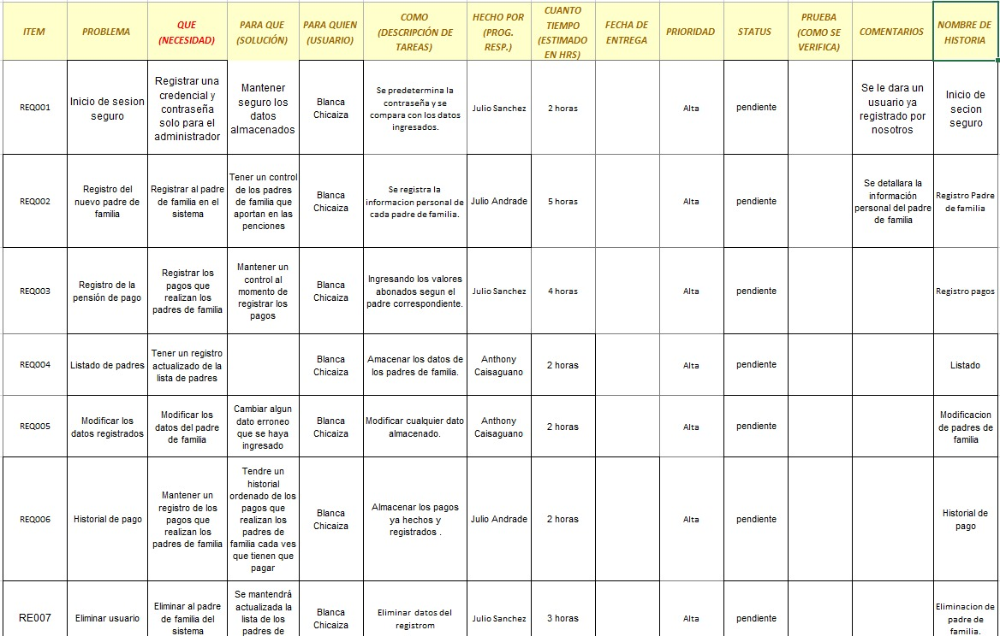 ITEM
PROBLEMA
QUE
(NECESIDAD)
PARA QUE
(SOLUCIÓN)
PARA QUIEN
(USUARIO)
COMO
(DESCRIPCIÓN DE
TAREAS)
HECHO POR
(PROG.
RESP.)
CUANTO
TIEMPO
(ESTIMADO
EN HRS)
FECHA DE
ENTREGA
PRIORIDAD
STATUS
PRUEBA
(COMO SE
VERIFICA)
COMENTARIOS
NOMBRE DE
HISTORIA
REQ001
Inicio de sesion
seguro
Registrar una
credencial y
contraseña
solo para el
administrador
Mantener
seguro los
datos
almacenados
Blanca
Chicaiza
Se predetermina la
contraseña y se
compara con los datos
ingresados.
Julio Sanchez
2 horas
Alta
pendiente
Se le dara un
usuario ya
registrado por
nosotros
Inicio de
secion
seguro
REQ002
Registro del
nuevo padre de
familia
Registrar al padre
de familia en el
sistema
Tener un control
de los padres
de familia que
aportan en las
penciones
Blanca
Chicaiza
Se registra la
informacion personal de
cada padre de familia.
Julio Andrade
5 horas
Alta
pendiente
Se detallara la
información
personal del padre
de familia
Registro Padre
de familia
REQ003
Registro de la
pensión de pago
Registrar los
pagos que
realizan los
padres de familia
Mantener un
control al
momento de
registrar los
pagos
Blanca
Chicaiza
Ingresando los valores
abonados segun el
padre correspondiente.
Julio Sanchez
4 horas
Alta
pendiente
Registro pagos
REQ004
Listado de padres
Tener un registro
actualizado de la
lista de padres
Blanca
Chicaiza
Amacenar los datos de
los padres de familia.
Anthony
Caisaguano
2 horas
Alta
pendiente
Listado
REQ005
Modificar los
datos registrados
Modificar los
datos del padre
de familia
Cambiar algun
dato erroneo
que se haya
ingresado
Blanca
Chicaiza
Modificar cualquier dato
almacenado.
Anthony
Caisaguano
2 horas
Alta
pendiente
Modificacion
de padres de
familia
REQ006
Historial de pago
Mantener un
registro de los
pagos que
realizan los
padres de familia
Tendre un
historial
ordenado de los
pagos que
realizan los
padres de
familia cada ves
que tienen que
pagar
Blanca
Chicaiza
Almacenar los pagos
ya hechos y
registrados .
Julio Andrade
2 horas
Alta
pendiente
Historial de
pago
RE007
Eliminar usuario
Eliminar al padre
de familia del
sistema
Se mantendrá
actualizada la
lista de los
padres de
Blanca
Chicaiza
Eliminar datos del
registrom
Julio Sanchez
3 horas
Alta
pendiente
Eliminacion de
padre de
familia.